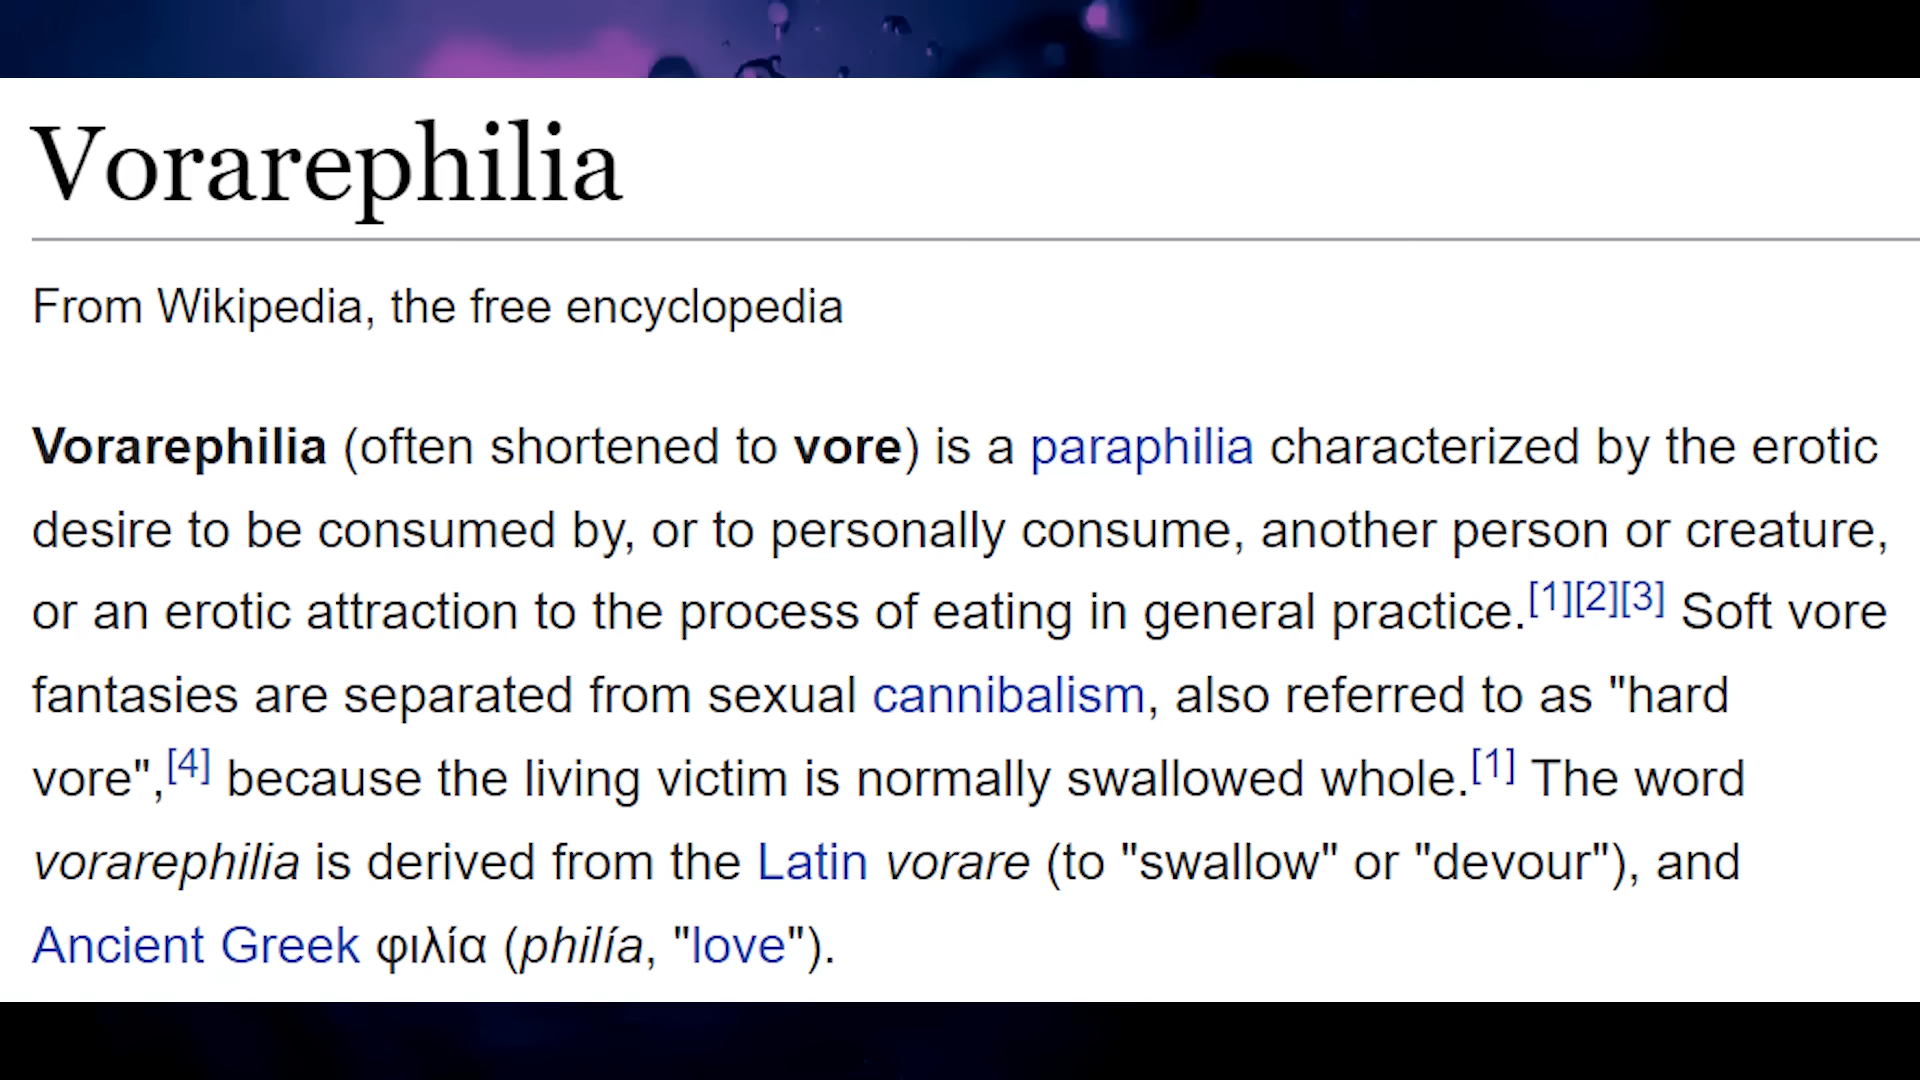 Vorarephilia
From Wikipedia, the free encyclopedia
Vorarephilia (often shortened to vore) is a paraphilia characterized by the erotic
desire to be consumed by, or to personally consume, another person or creature,
or an erotic attraction to the process of eating in general practice.[1][2][3] Soft vore
fantasies are separated from sexual cannibalism, also referred to as "hard
vore",[4] because the living victim is normally swallowed whole.[1] The word
vorarephilia is derived from the Latin vorare (to "swallow" or "devour"), and
Ancient Greek φιλία (philía, "love").